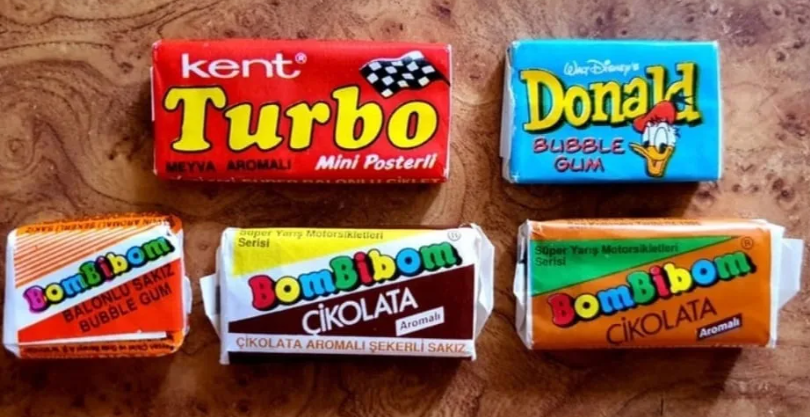 kent®
Turbo
MEYVA AROMALI Mini Posterli
WALT DISNEY'S
Donald
BUBBLE
GUM
BomBibom
BALONLU SAKIZ
BUBBLE GUM
Süper Yarış Motorsikletleri
Serisi
BomBibom®
ÇİKOLATA
Aromalı
ÇİKOLATA AROMALI ŞEKERLİ SAKIZ
Süper Yarış Motorsikletleri
Serisi
BomBibom®
ÇİKOLATA
Aromalı